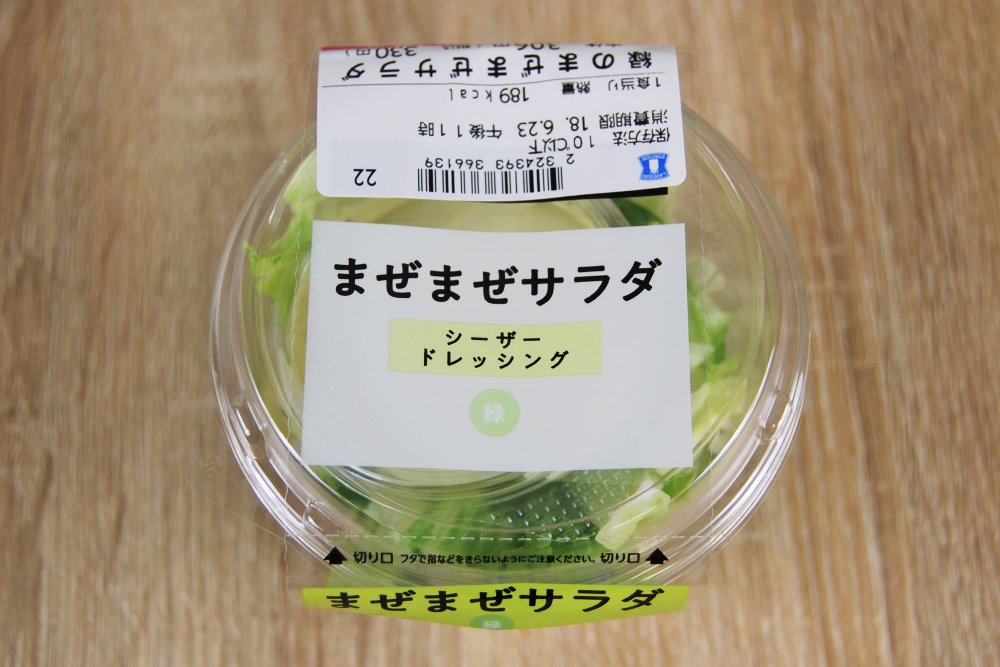 330円)
緑のまぜまぜサラダ
1食当り 熱量 189kcal
消費期限 18. 6.23 午後11時
保存方法 10℃以下
2 324393 366139
22
LAWSON
STATION
まぜまぜサラダ
シーザー
ドレッシング
緑
切り口 フタで指などをきらないようにご注意ください。 切り口
まぜまぜサラダ
緑